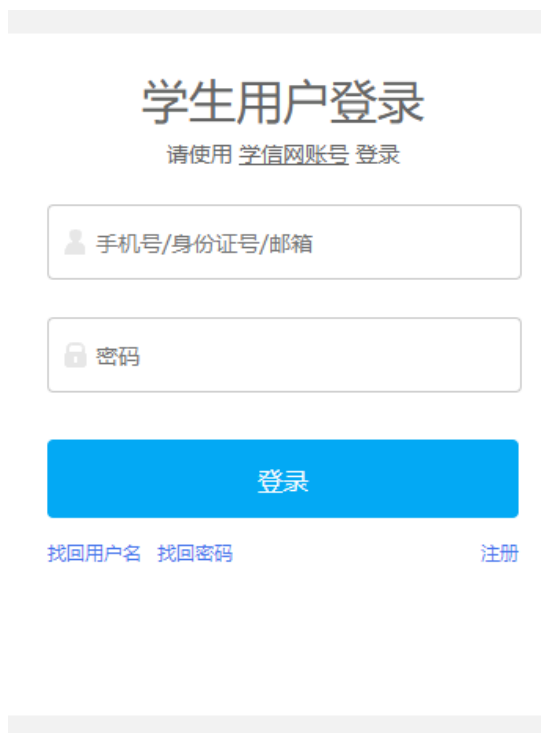 学生用户登录
请使用 学信网账号 登录
手机号/身份证号/邮箱
密码
登录
找回用户名 找回密码 注册